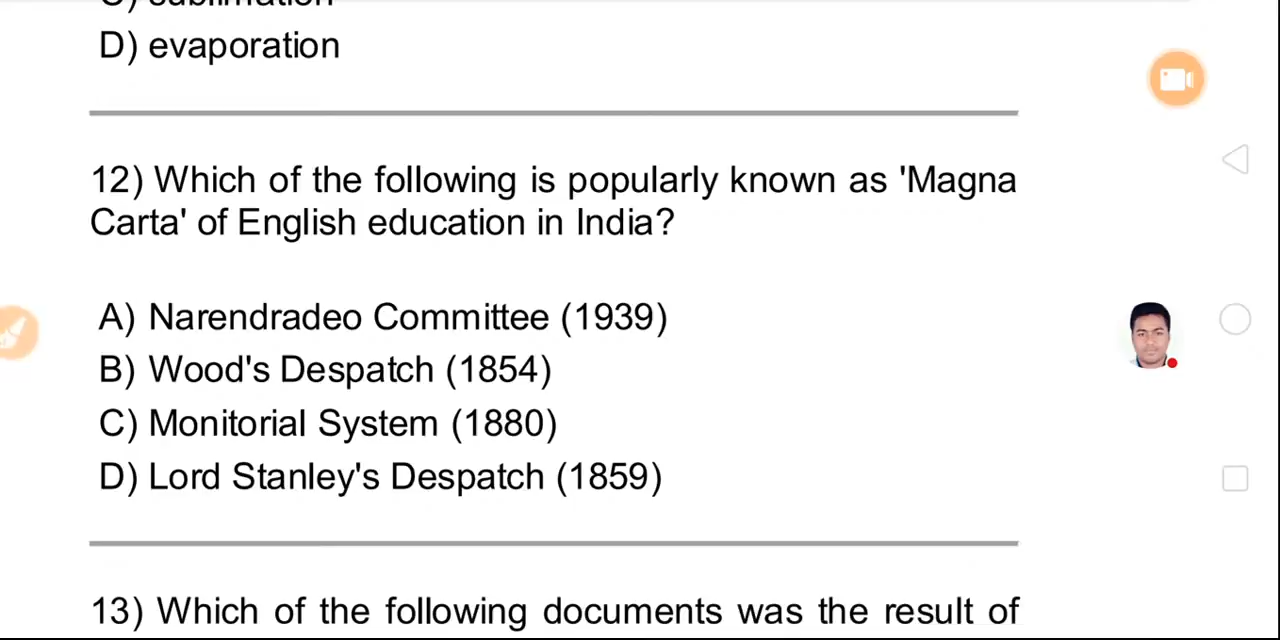 D) evaporation
12) Which of the following is popularly known as 'Magna
Carta' of English education in India?
A) Narendradeo Committee (1939)
B) Wood's Despatch (1854)
C) Monitorial System (1880)
D) Lord Stanley's Despatch (1859)
13) Which of the following documents was the result of